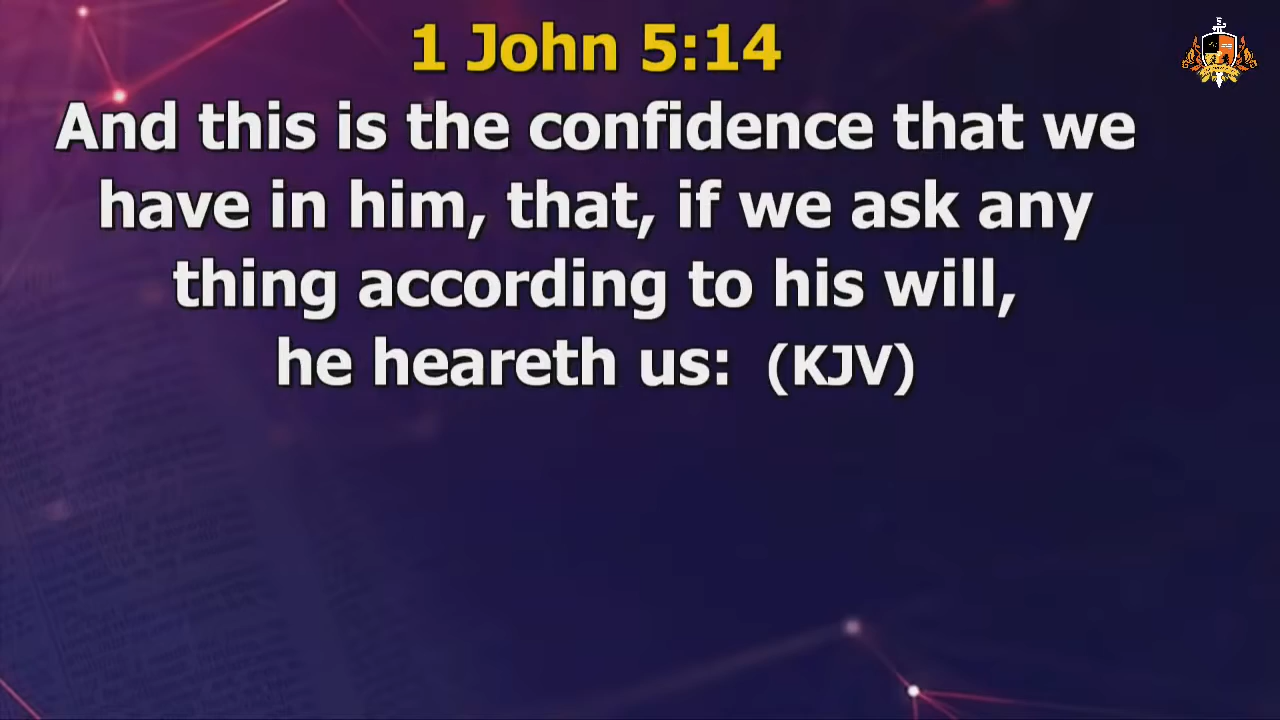 1 John 5:14
And this is the confidence that we
have in him, that, if we ask any
thing according to his will,
he heareth us: (KJV)